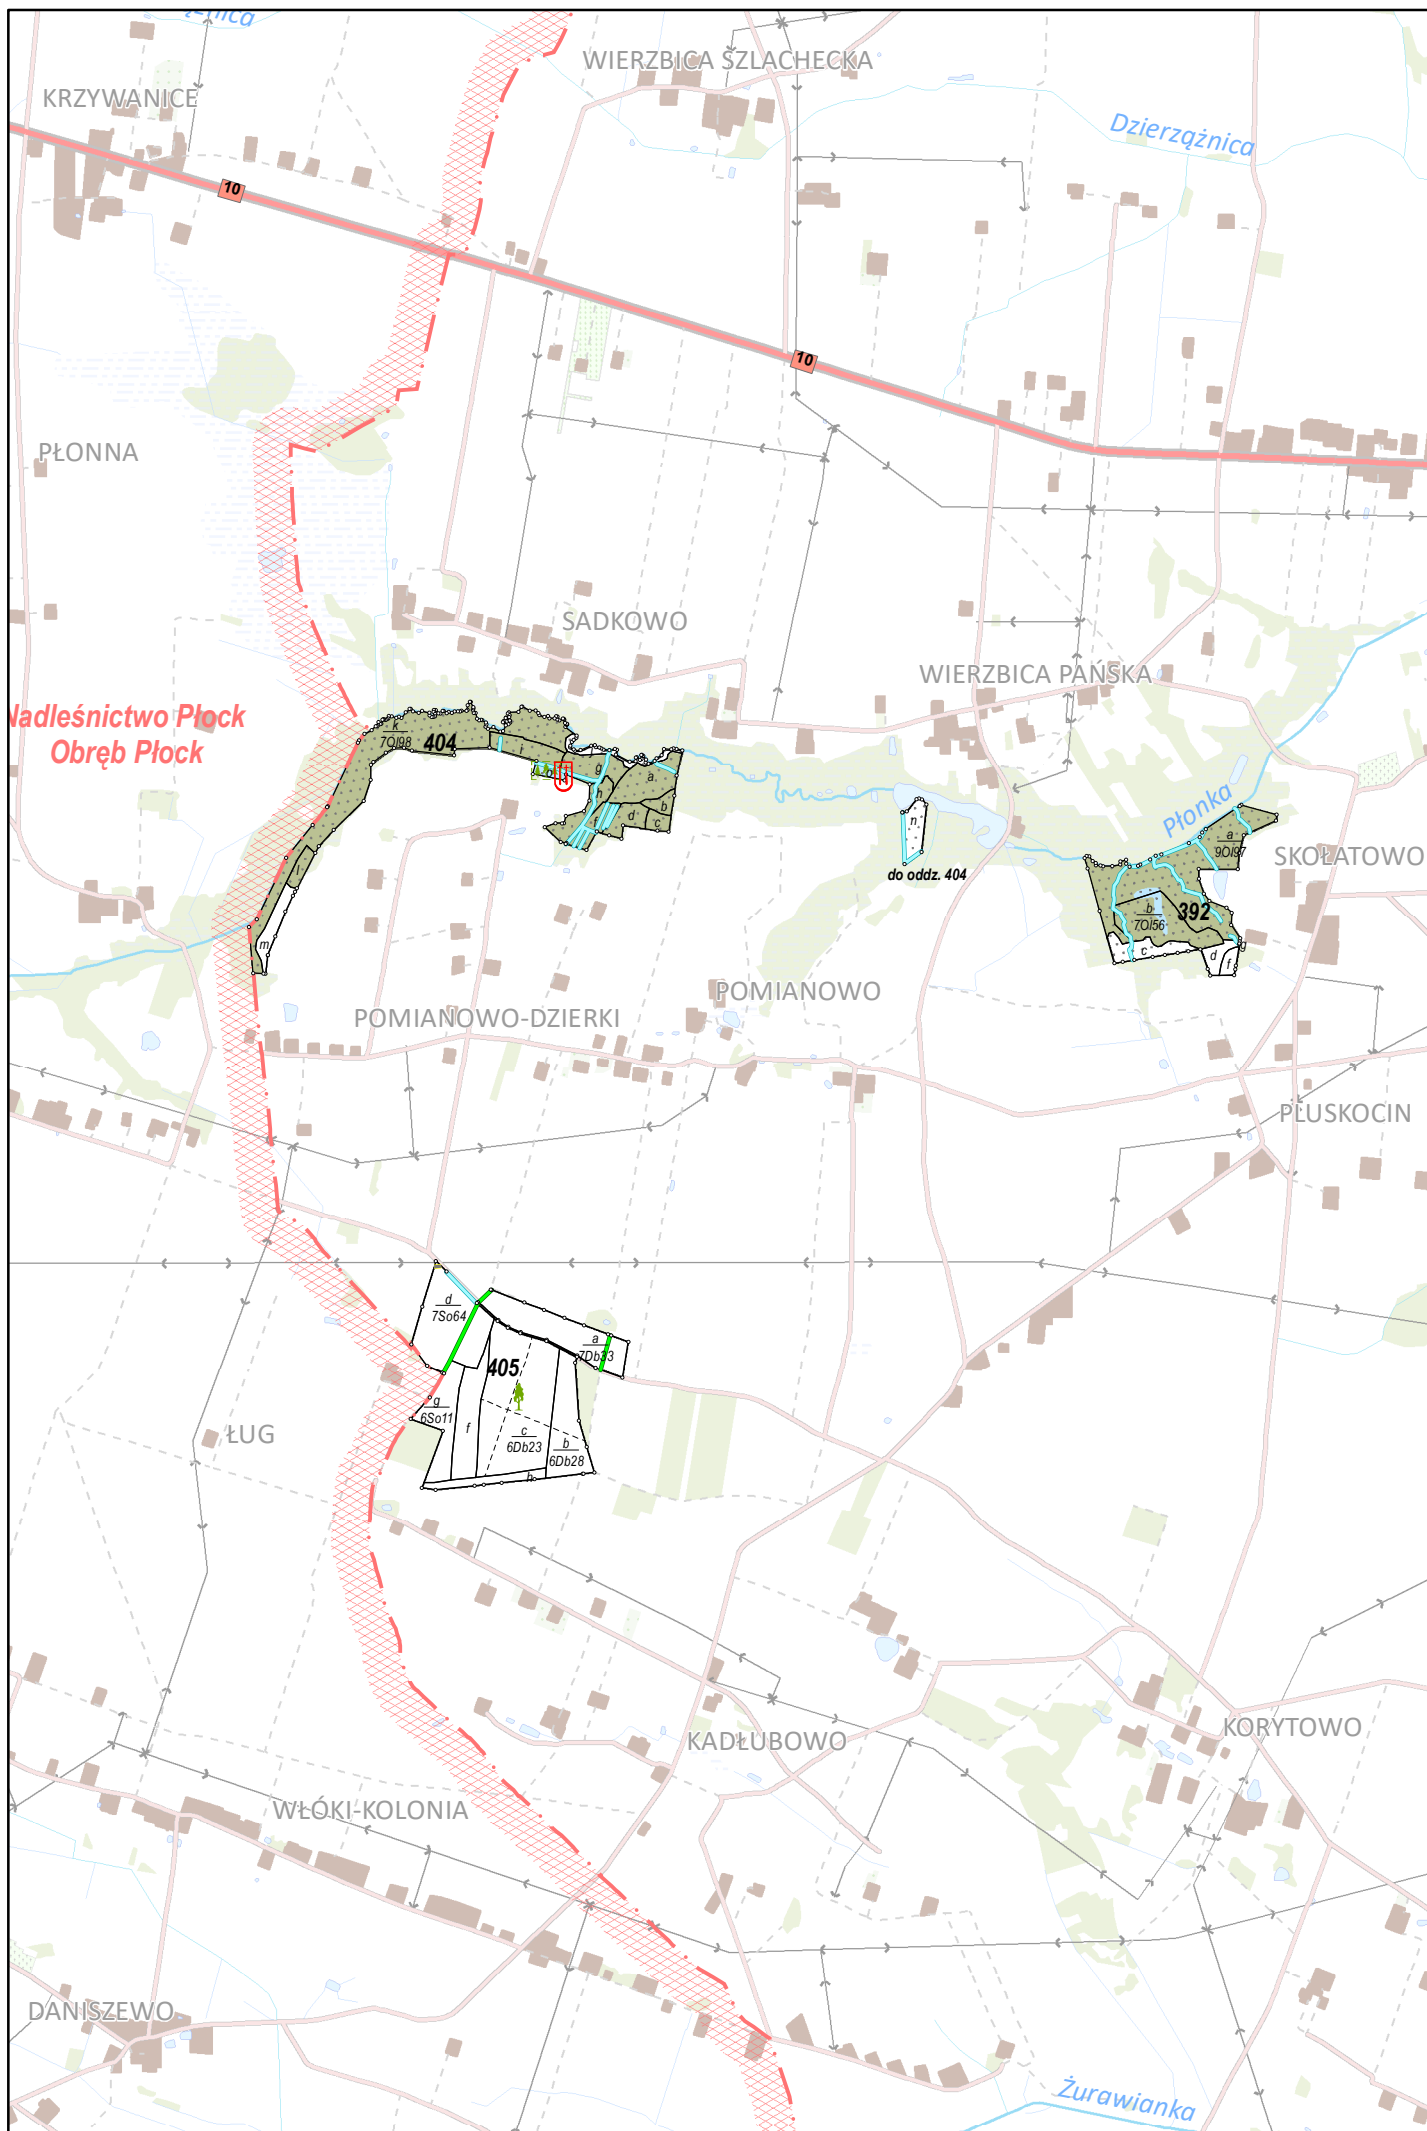 WIERZBICA SZLACHECKA
KRZYWANICE
Dzierzążnica
10
10
PŁONNA
SADKOWO
WIERZBICA PAŃSKA
Nadleśnictwo Płock
Obręb Płock
k
7Ol98
404
i
g
a
h
b
f
d
c
l
m
n
do oddz. 404
Płonka
a
9Ol97
SKOŁATOWO
b
7Ol56
392
c
d
f
g
POMIANOWO
POMIANOWO-DZIERKI
PŁUSKOCIN
d
7So64
a
7Db33
405
g
6So11
f
c
6Db23
b
6Db28
h
ŁUG
KADŁUBOWO
KORYTOWO
WŁÓKI-KOLONIA
DANISZEWO
Żurawianka